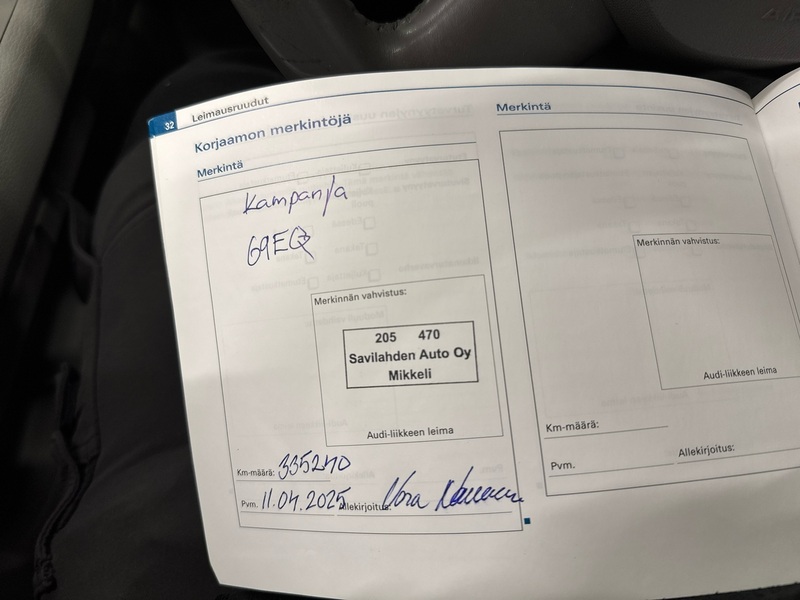 32 Leimausruudut
Korjaamon merkintöjä
Merkintä
Kampanja
69EQ
Merkinnän vahvistus:
205 470
Savilahden Auto Oy
Mikkeli
Audi-liikkeen leima
Km-määrä: 335240
Pvm. 11.04.2025 Allekirjoitus: Nora
Merkintä
Merkinnän vahvistus:
Audi-liikkeen leima
Km-määrä:
Pvm. Allekirjoitus: